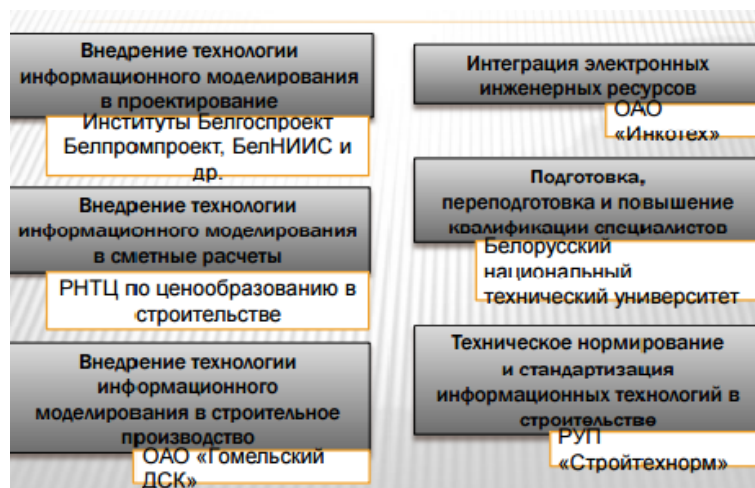 Внедрение технологии
информационного моделирования
в проектирование
Институты Белгоспроект
Белпромпроект, БелНИИС и
др.
Внедрение технологии
информационного моделирования
в сметные расчеты
РНТЦ по ценообразованию в
строительстве
Внедрение технологии
информационного
моделирования в строительное
производство
ОАО «Гомельский
ДСК»
Интеграция электронных
инженерных ресурсов
ОАО
«Инкотех»
Подготовка,
переподготовка и повышение
квалификации специалистов
Белорусский
национальный
технический университет
Техническое нормирование
и стандартизация
информационных технологий в
строительстве
РУП
«Стройтехнорм»